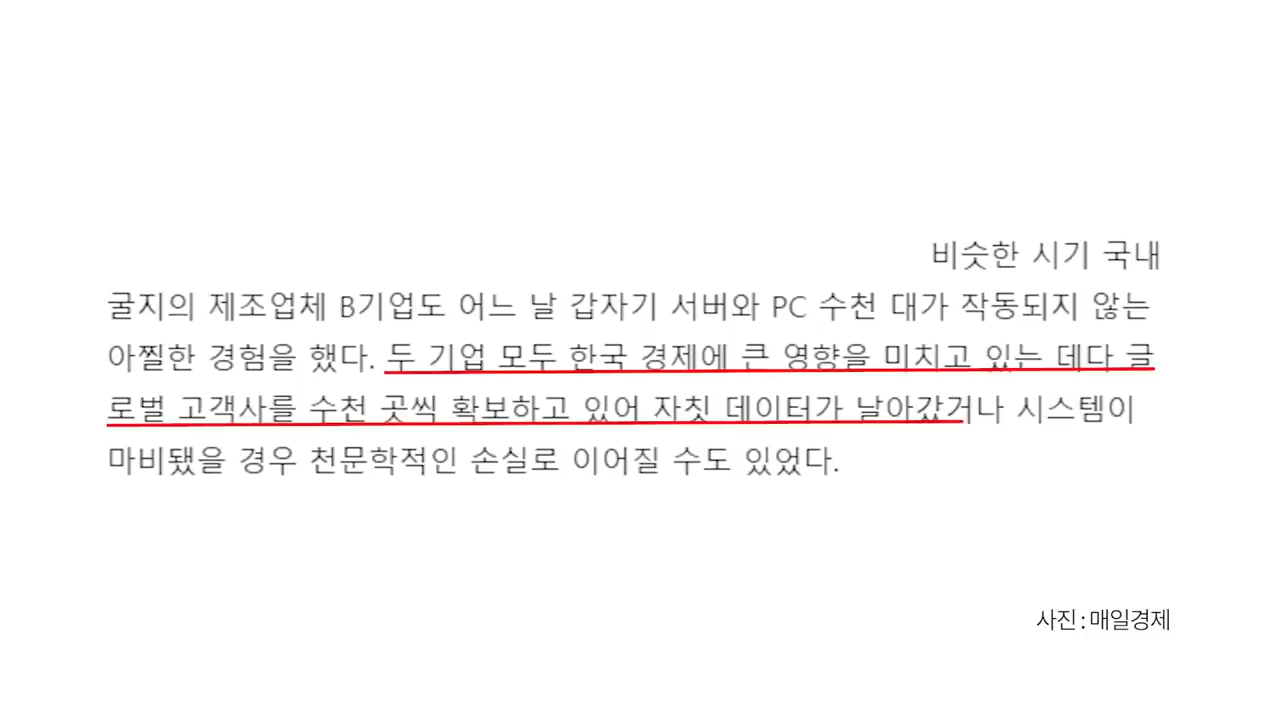 비슷한 시기 국내
굴지의 제조업체 B기업도 어느 날 갑자기 서버와 PC 수천 대가 작동되지 않는
아찔한 경험을 했다. 두 기업 모두 한국 경제에 큰 영향을 미치고 있는 데다 글
로벌 고객사를 수천 곳씩 확보하고 있어 자칫 데이터가 날아갔거나 시스템이
마비됐을 경우 천문학적인 손실로 이어질 수도 있었다.
사진 : 매일경제